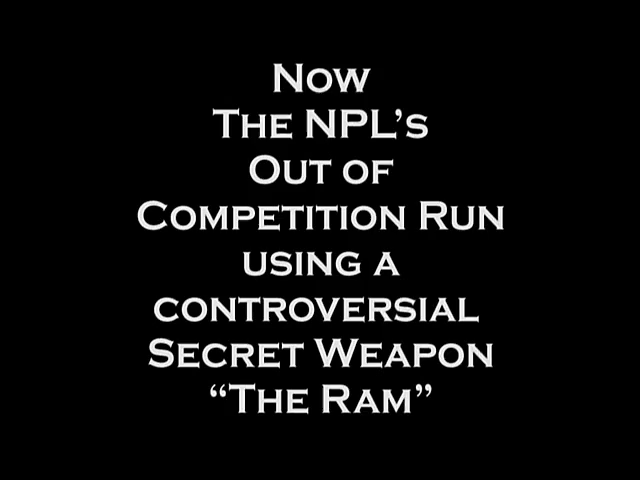 Now
The NPL’s
Out of
Competition Run
using a
controversial
Secret Weapon
“The Ram”